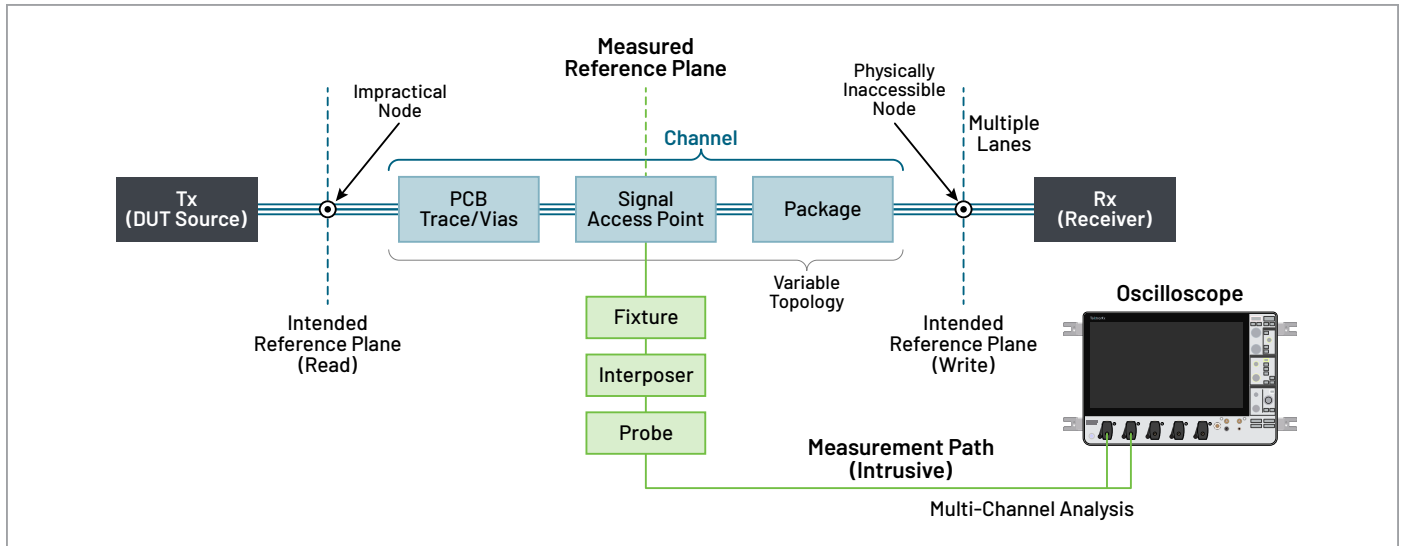 Measured
Reference Plane
Impractical
Node
Physically
Inaccessible
Node
Multiple
Lanes
Channel
Tx
(DUT Source)
PCB
Trace/Vias
Signal
Access Point
Package
Rx
(Receiver)
Variable
Topology
Intended
Reference Plane
(Read)
Intended
Reference Plane
(Write)
Oscilloscope
Tektronix
Fixture
Interposer
Probe
Measurement Path
(Intrusive)
Multi-Channel Analysis